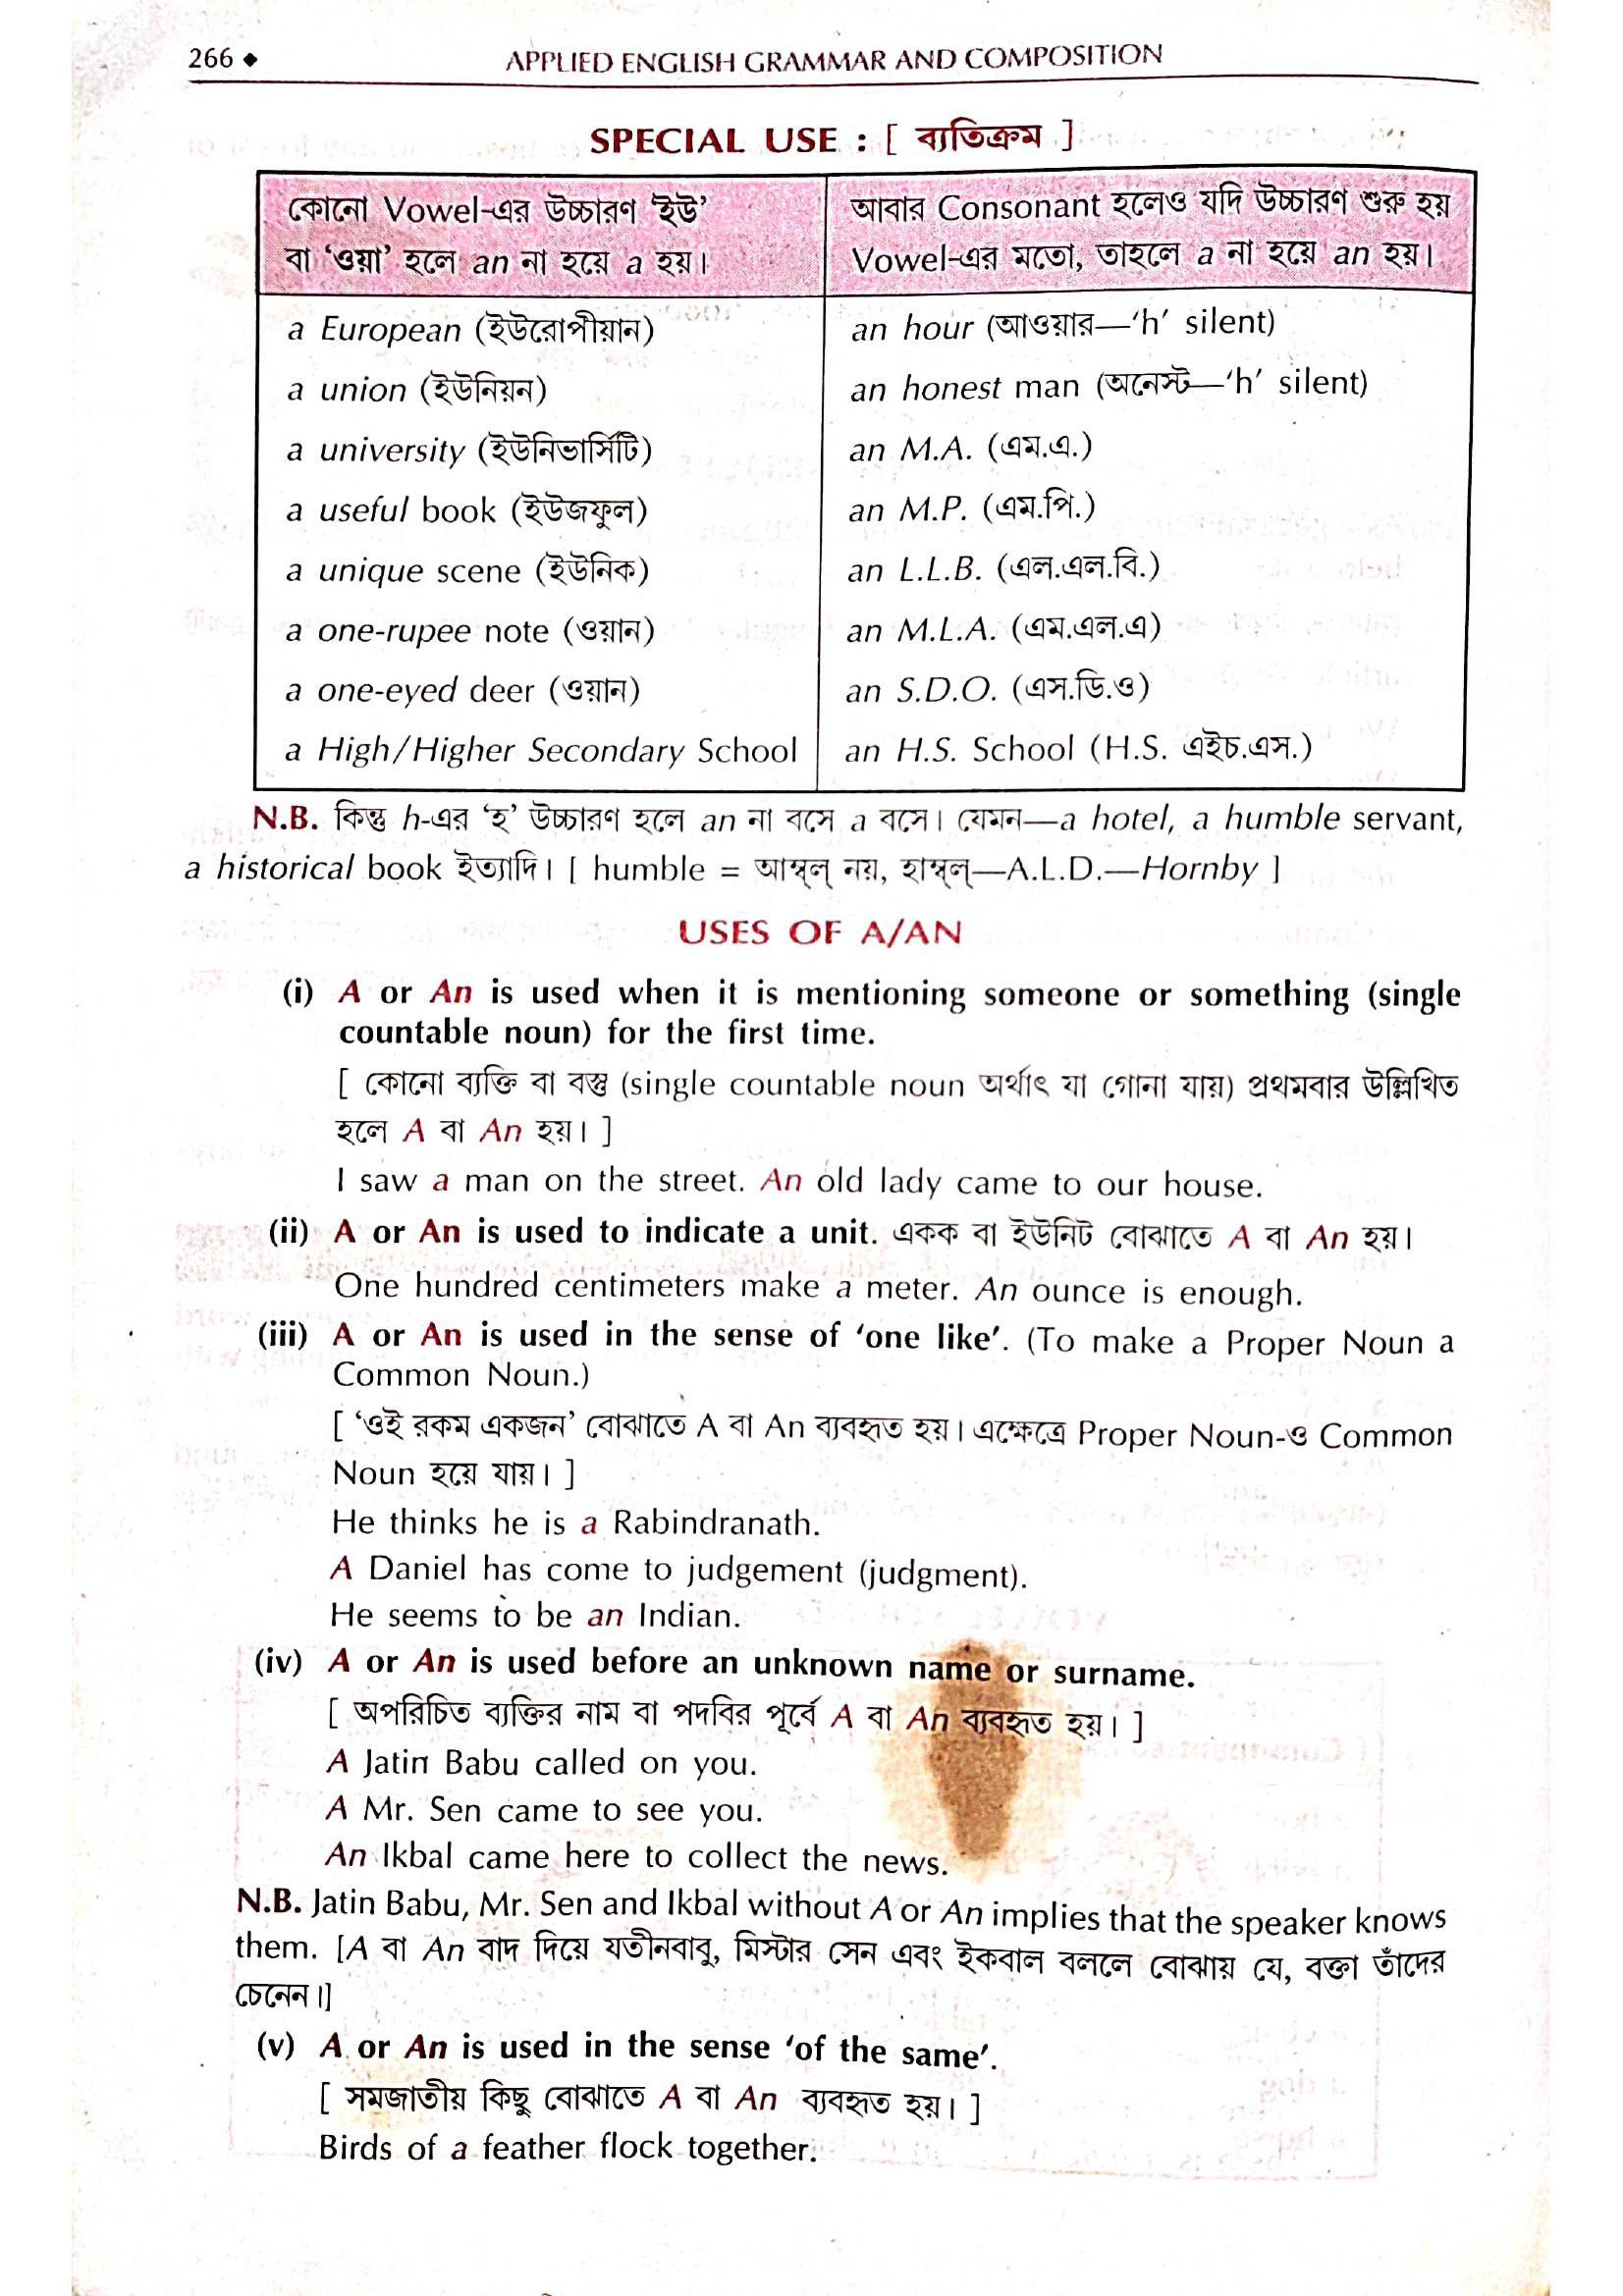 266 ◆ APPLIED ENGLISH GRAMMAR AND COMPOSITION
SPECIAL USE : [ ব্যতিক্রম ]
কোনো Vowel-এর উচ্চারণ ‘ইউ’
বা ‘ওয়া’ হলে an না হয়ে a হয়।
আবার Consonant হলেও যদি উচ্চারণ শুরু হয়
Vowel-এর মতো, তাহলে a না হয়ে an হয়।
a European (ইউরোপীয়ান) an hour (আওয়ার—‘h’ silent)
a union (ইউনিয়ন) an honest man (অনেস্ট—‘h’ silent)
a university (ইউনিভার্সিটি) an M.A. (এম.এ.)
a useful book (ইউজফুল) an M.P. (এম.পি.)
a unique scene (ইউনিক) an L.L.B. (এল.এল.বি.)
a one-rupee note (ওয়ান) an M.L.A. (এম.এল.এ)
a one-eyed deer (ওয়ান) an S.D.O. (এস.ডি.ও)
a High/Higher Secondary School an H.S. School (H.S. এইচ.এস.)
N.B. কিন্তু h-এর ‘হ’ উচ্চারণ হলে an না বসে a বসে। যেমন—a hotel, a humble servant,
a historical book ইত্যাদি। [ humble = আম্বল্ নয়, হাম্বল্—A.L.D.—Hornby ]
USES OF A/AN
(i) A or An is used when it is mentioning someone or something (single
countable noun) for the first time.
[ কোনো ব্যক্তি বা বস্তু (single countable noun অর্থাৎ যা গোনা যায়) প্রথমবার উল্লিখিত
হলে A বা An হয়। ]
I saw a man on the street. An old lady came to our house.
(ii) A or An is used to indicate a unit. একক বা ইউনিট বোঝাতে A বা An হয়।
One hundred centimeters make a meter. An ounce is enough.
(iii) A or An is used in the sense of ‘one like’. (To make a Proper Noun a
Common Noun.)
[ ‘ওই রকম একজন’ বোঝাতে A বা An ব্যবহৃত হয়। এক্ষেত্রে Proper Noun-ও Common
Noun হয়ে যায়। ]
He thinks he is a Rabindranath.
A Daniel has come to judgement (judgment).
He seems to be an Indian.
(iv) A or An is used before an unknown name or surname.
[ অপরিচিত ব্যক্তির নাম বা পদবির পূর্বে A বা An ব্যবহৃত হয়। ]
A Jatin Babu called on you.
A Mr. Sen came to see you.
An Ikbal came here to collect the news.
N.B. Jatin Babu, Mr. Sen and Ikbal without A or An implies that the speaker knows
them. [A বা An বাদ দিয়ে যতীনবাবু, মিস্টার সেন এবং ইকবাল বললে বোঝায় যে, বক্তা তাঁদের
চেনেন।]
(v) A or An is used in the sense ‘of the same’.
[ সমজাতীয় কিছু বোঝাতে A বা An ব্যবহৃত হয়। ]
Birds of a feather flock together.